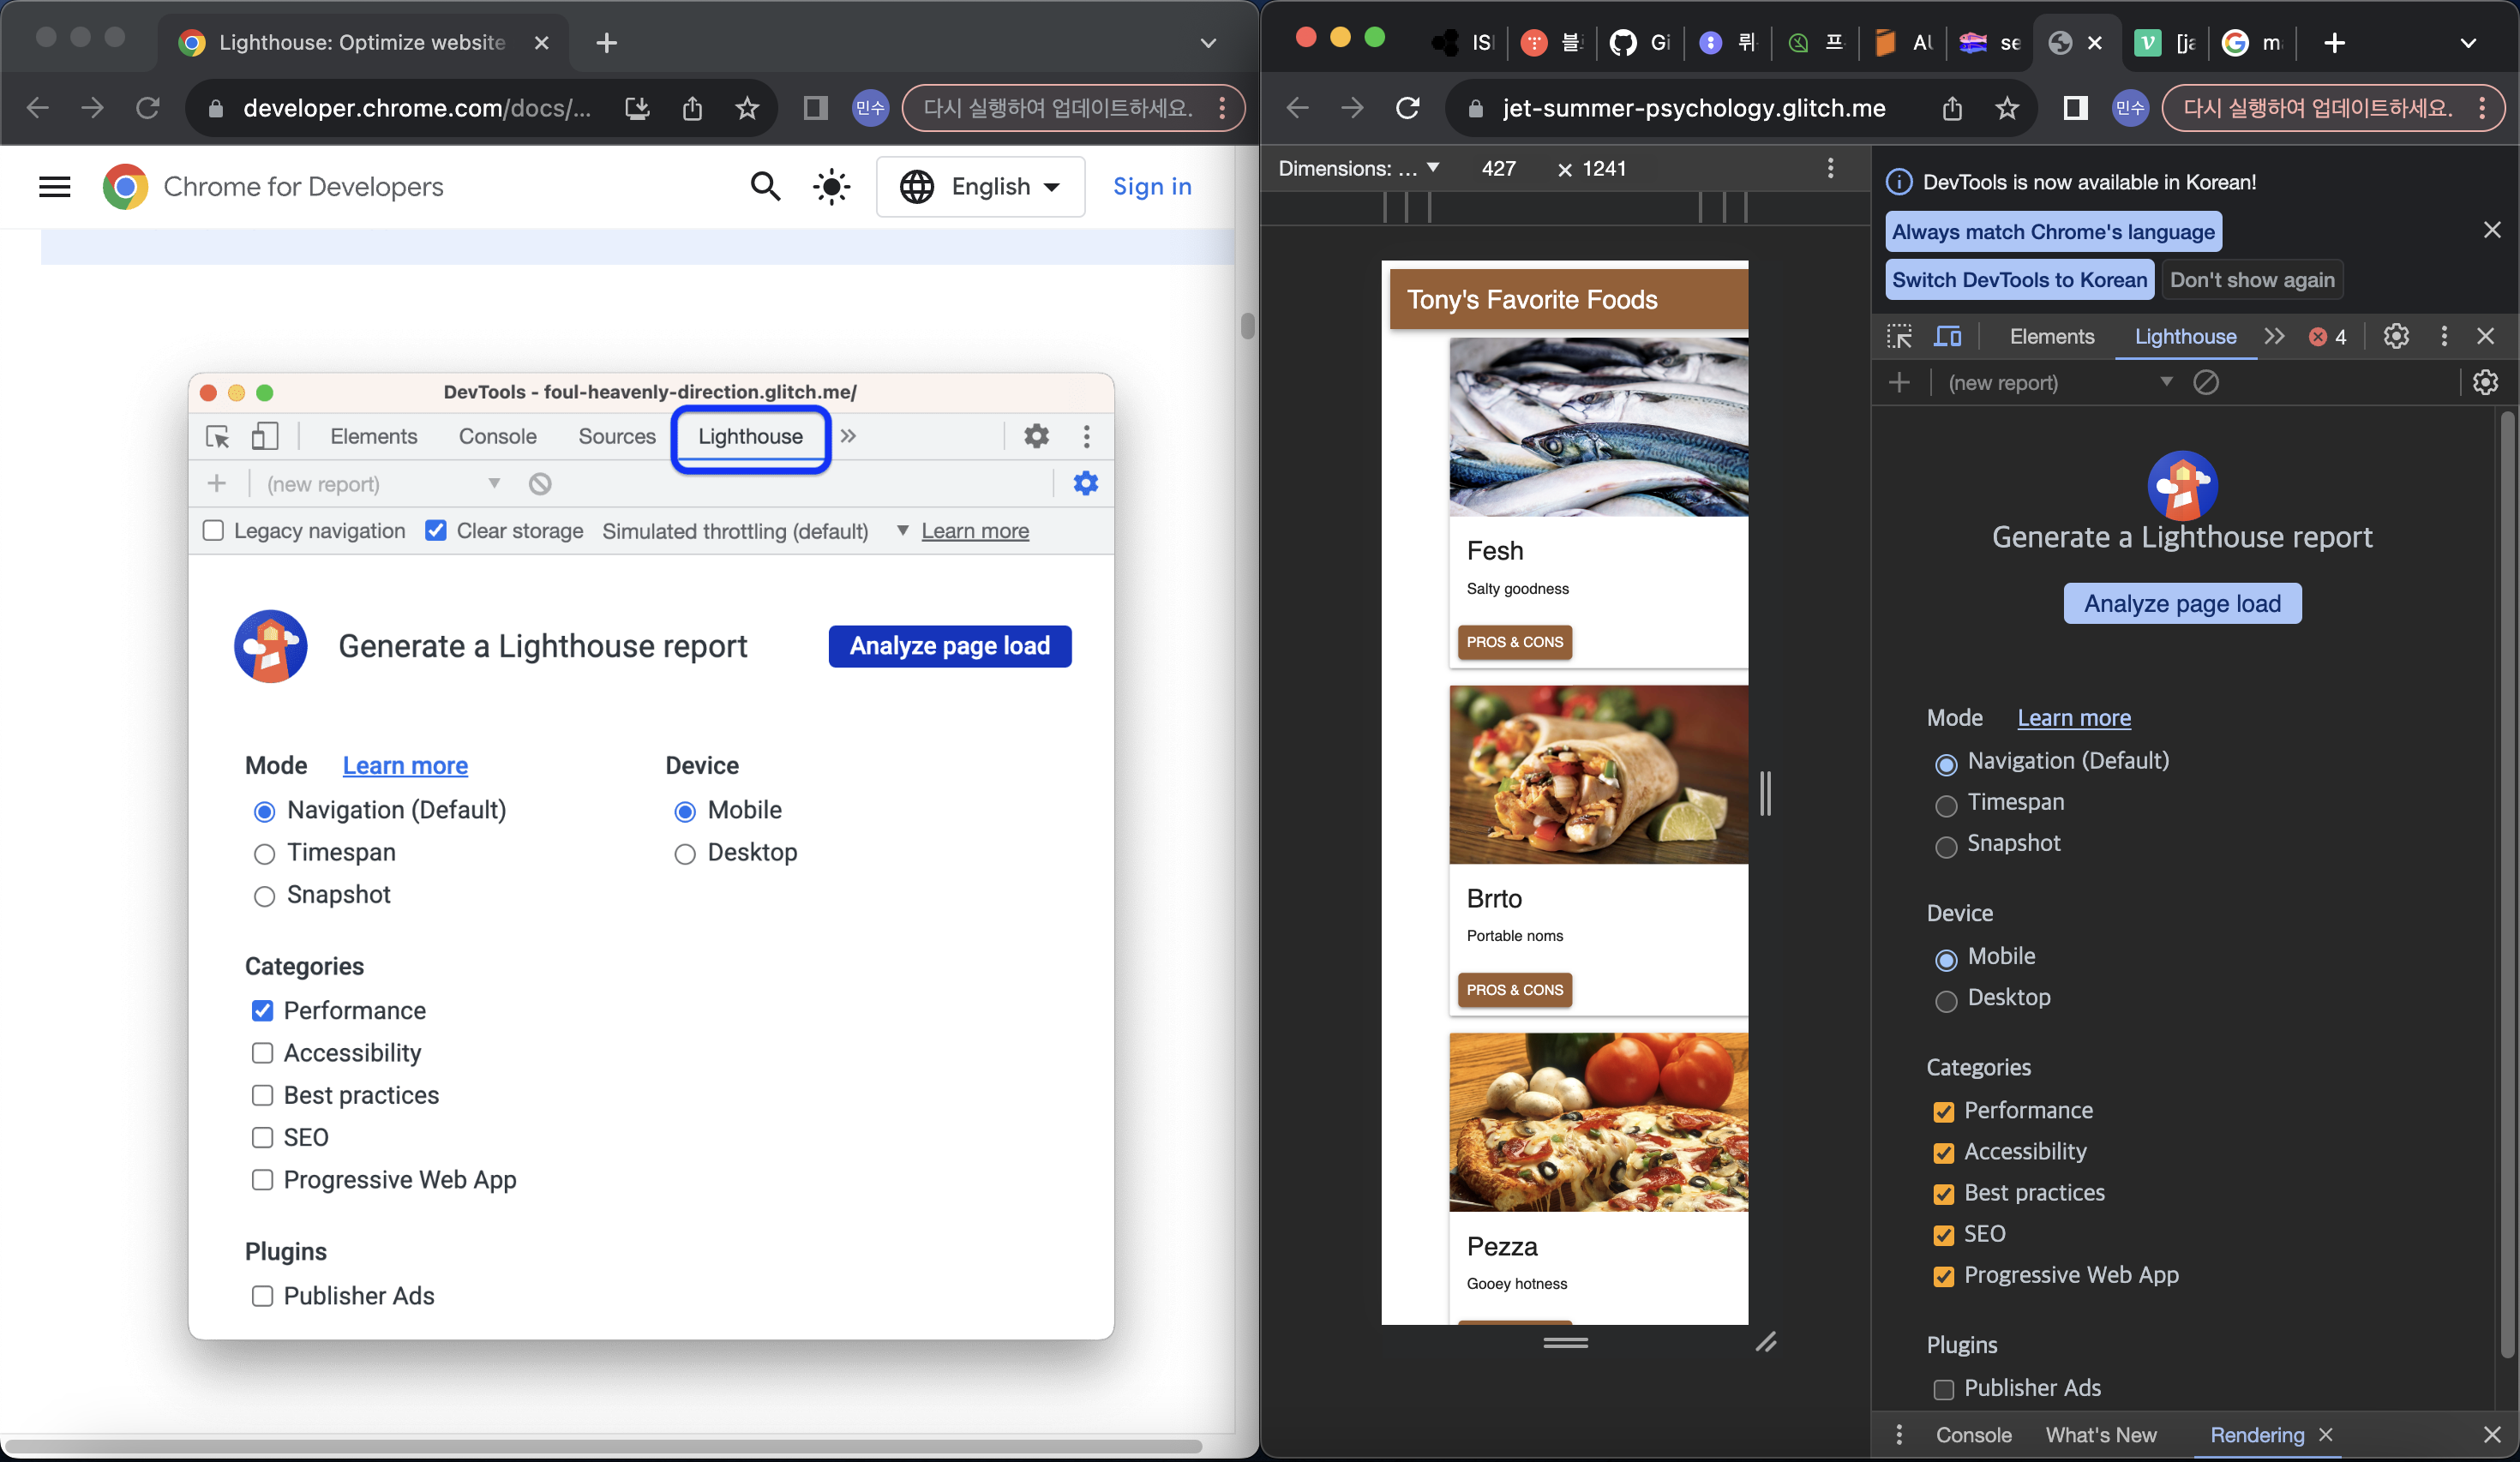 Lighthouse: Optimize website
developer.chrome.com/docs/...
민수
다시 실행하여 업데이트하세요.
Chrome for Developers
English
Sign in
DevTools - foul-heavenly-direction.glitch.me/
Elements
Console
Sources
Lighthouse
(new report)
Legacy navigation
Clear storage
Simulated throttling (default)
Learn more
Generate a Lighthouse report
Analyze page load
Mode
Learn more
Navigation (Default)
Timespan
Snapshot
Device
Mobile
Desktop
Categories
Performance
Accessibility
Best practices
SEO
Progressive Web App
Plugins
Publisher Ads
IS
Gi
프
se
[ja
m
jet-summer-psychology.glitch.me
민수
다시 실행하여 업데이트하세요.
Dimensions: ...
427
× 1241
Tony's Favorite Foods
Fesh
Salty goodness
PROS & CONS
Brrto
Portable noms
PROS & CONS
Pezza
Gooey hotness
DevTools is now available in Korean!
Always match Chrome's language
Switch DevTools to Korean
Don't show again
Elements
Lighthouse
4
(new report)
Generate a Lighthouse report
Analyze page load
Mode
Learn more
Navigation (Default)
Timespan
Snapshot
Device
Mobile
Desktop
Categories
Performance
Accessibility
Best practices
SEO
Progressive Web App
Plugins
Publisher Ads
Console
What's New
Rendering